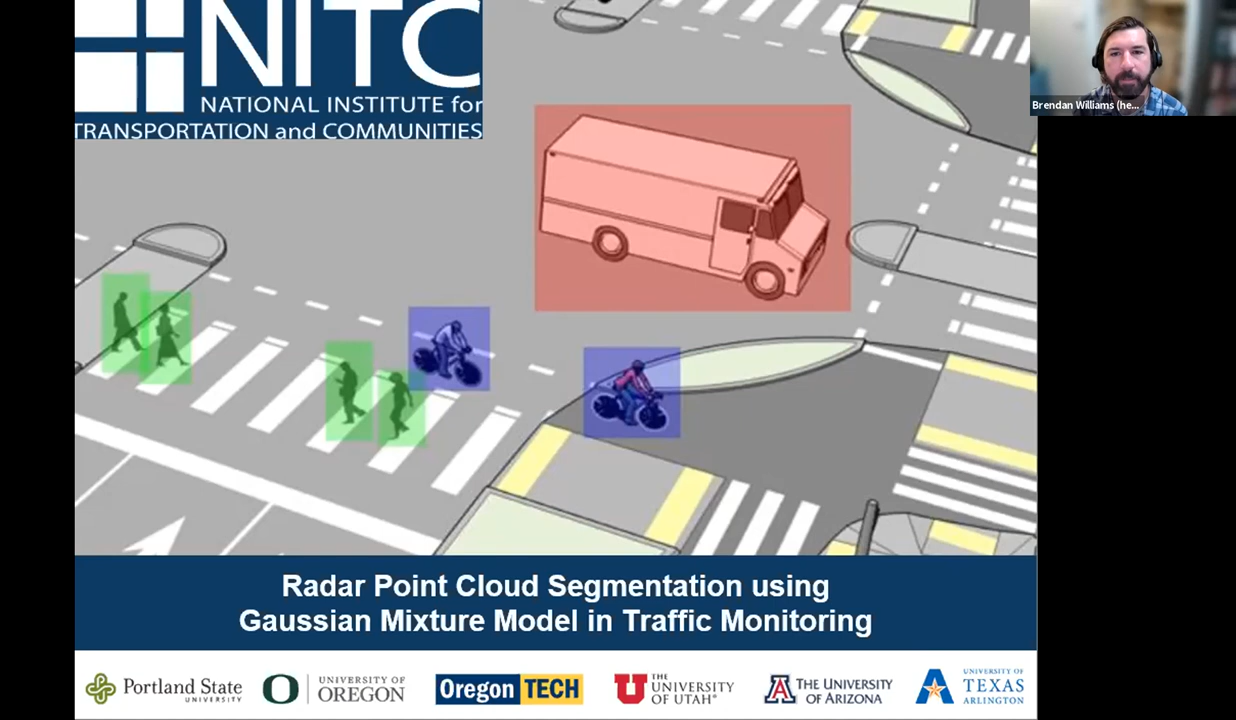 NITC
NATIONAL INSTITUTE for
TRANSPORTATION and COMMUNITIES
Brendan Williams (he...
Radar Point Cloud Segmentation using
Gaussian Mixture Model in Traffic Monitoring
Portland State
UNIVERSITY
UNIVERSITY OF
OREGON
Oregon TECH
THE
UNIVERSITY
OF UTAH®
THE UNIVERSITY
OF ARIZONA
UNIVERSITY OF
TEXAS
ARLINGTON